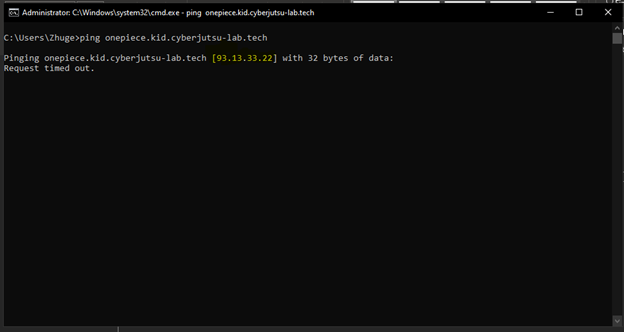 Administrator: C:\Windows\system32\cmd.exe - ping  onepiece.kid.cyberjutsu-lab.tech
C:\Users\Zhuge>ping onepiece.kid.cyberjutsu-lab.tech
Pinging onepiece.kid.cyberjutsu-lab.tech [93.13.33.22] with 32 bytes of data:
Request timed out.